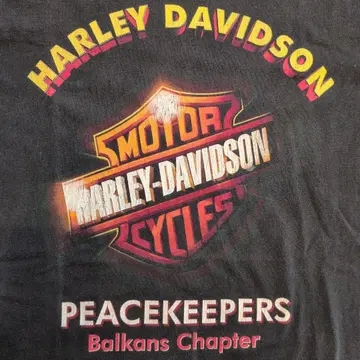 HARLEY DAVIDSON
MOTOR
HARLEY-DAVIDSON
CYCLES
PEACEKEEPERS
Balkans Chapter